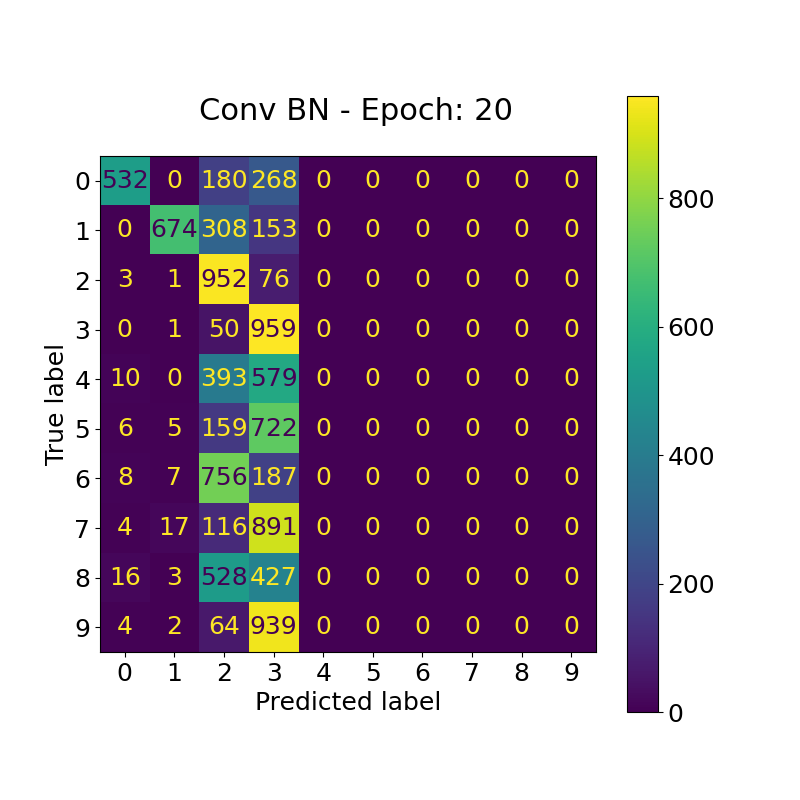 Conv BN - Epoch: 20
0 532 0 180 268 0 0 0 0 0 0
1 0 674 308 153 0 0 0 0 0 0
2 3 1 952 76 0 0 0 0 0 0
3 0 1 50 959 0 0 0 0 0 0
4 10 0 393 579 0 0 0 0 0 0
5 6 5 159 722 0 0 0 0 0 0
6 8 7 756 187 0 0 0 0 0 0
7 4 17 116 891 0 0 0 0 0 0
8 16 3 528 427 0 0 0 0 0 0
9 4 2 64 939 0 0 0 0 0 0
0 1 2 3 4 5 6 7 8 9
Predicted label
True label
800
600
400
200
0